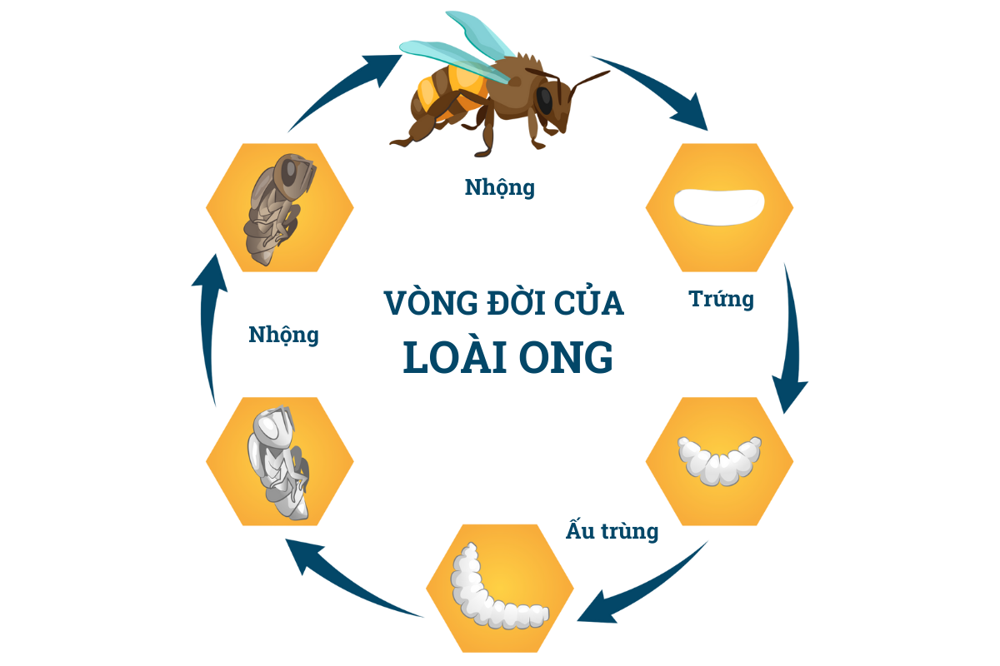 Nhộng
VÒNG ĐỜI CỦA
LOÀI ONG
Trứng
Nhộng
Ấu trùng